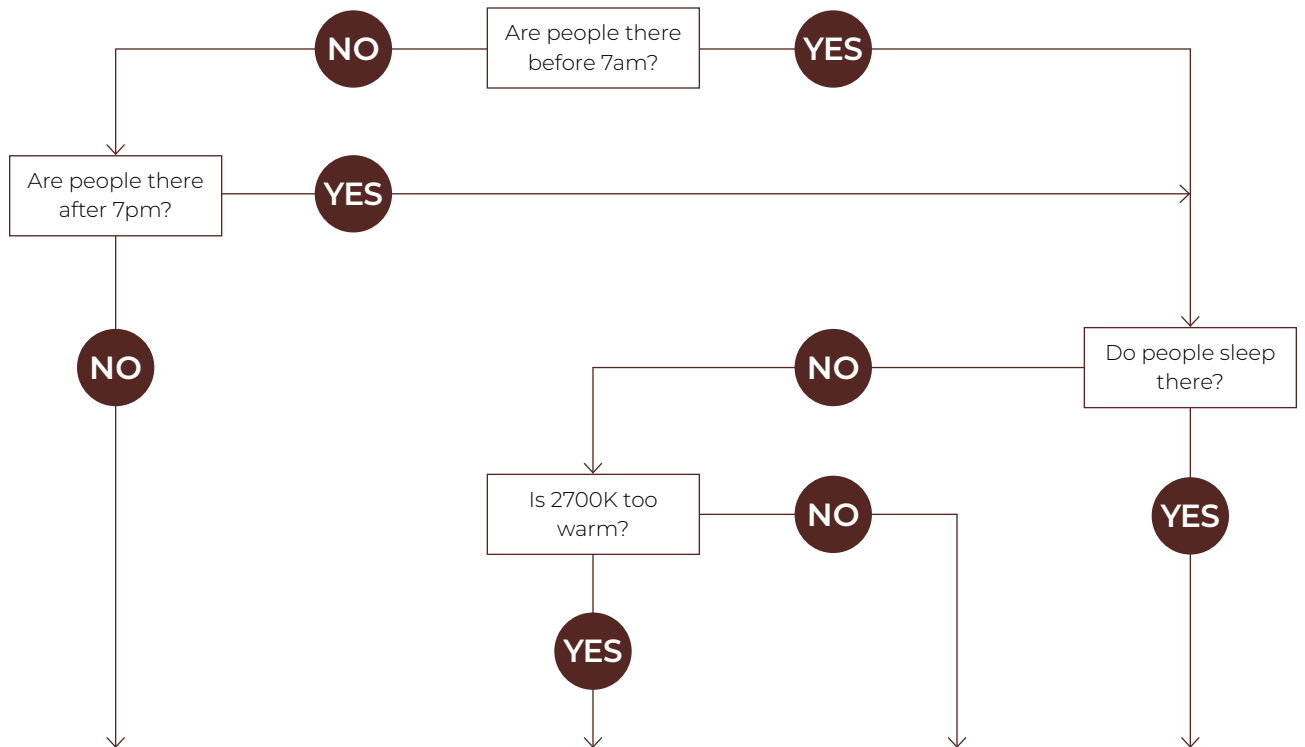 NO
Are people there
before 7am?
YES
Are people there
after 7pm?
YES
NO
NO
Do people sleep
there?
Is 2700K too
warm?
NO
YES
YES